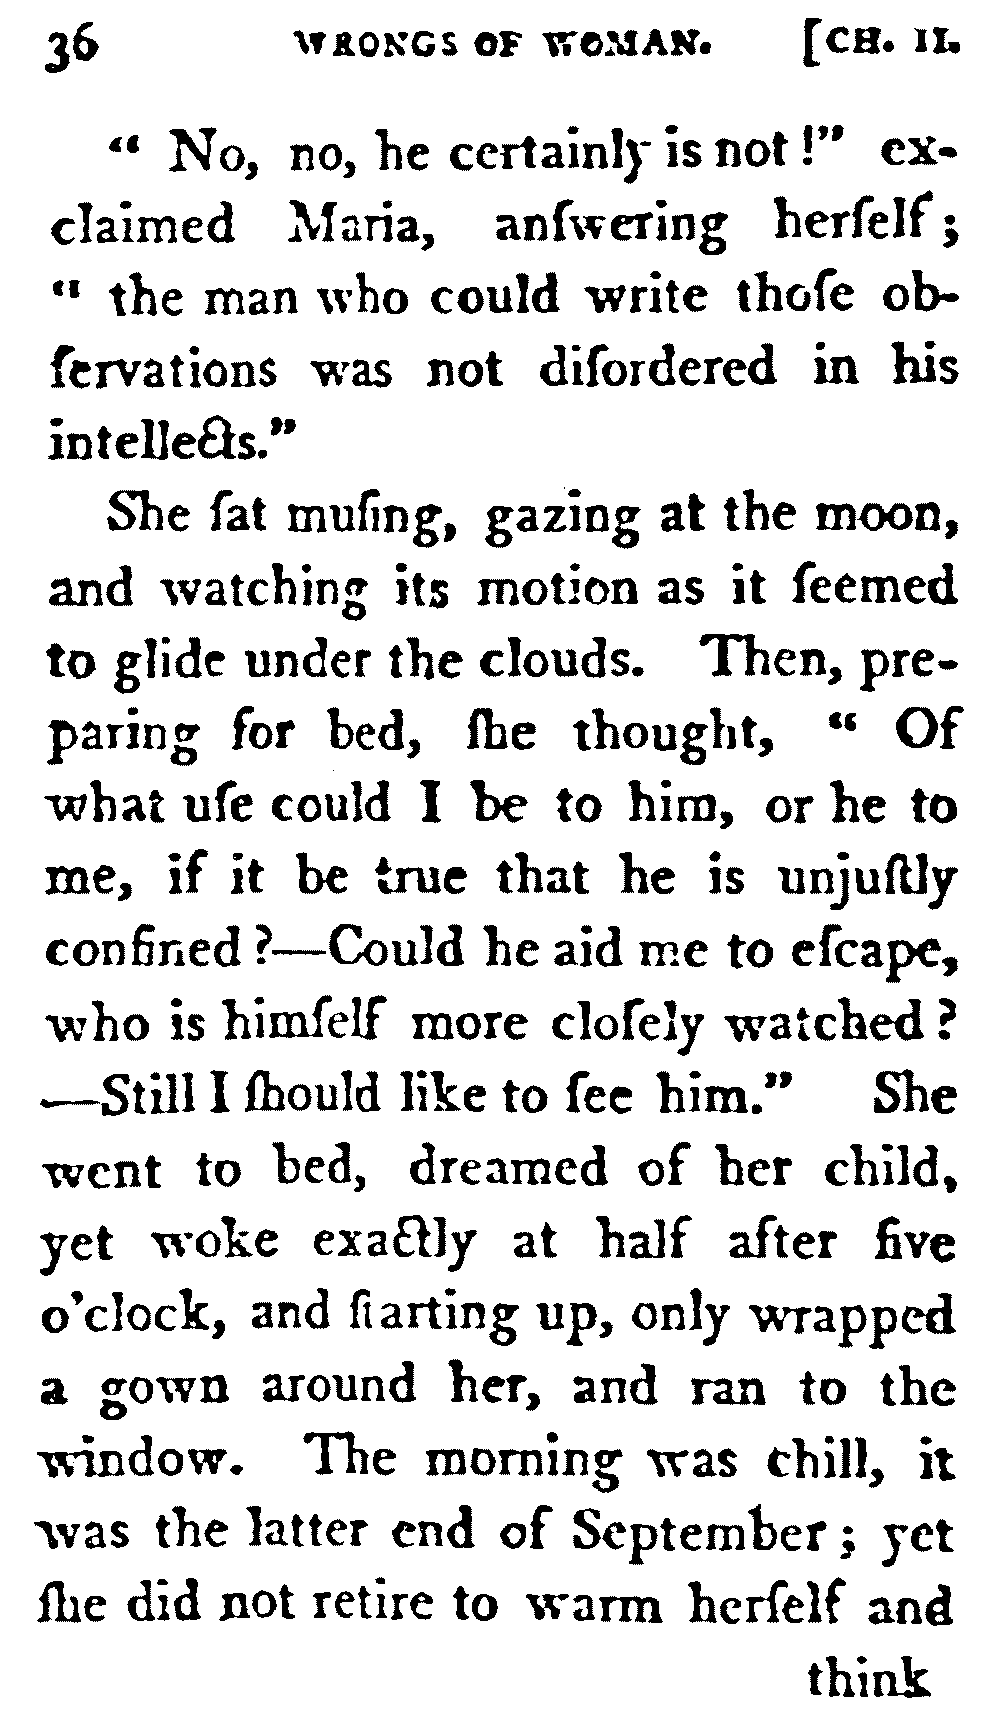 36 WRONGS OF WOMAN. [CH. II.
“ No, no, he certainly is not !” ex-
claimed Maria, anſwering herſelf ;
“ the man who could write thoſe ob-
ſervations was not diſordered in his
intellects.”
She ſat muſing, gazing at the moon,
and watching its motion as it ſeemed
to glide under the clouds. Then, pre-
paring for bed, ſhe thought, “ Of
what uſe could I be to him, or he to
me, if it be true that he is unjuſtly
confined ?—Could he aid me to eſcape,
who is himſelf more cloſely watched ?
—Still I ſhould like to ſee him.” She
went to bed, dreamed of her child,
yet woke exactly at half after five
o'clock, and ſtarting up, only wrapped
a gown around her, and ran to the
window. The morning was chill, it
was the latter end of September ; yet
ſhe did not retire to warm herſelf and
think